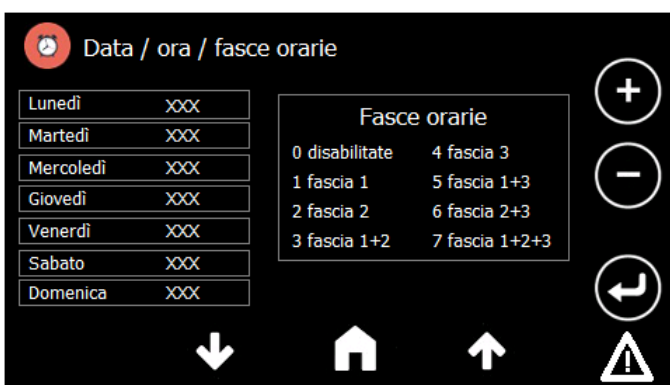 Data / ora / fasce orarie
Lunedì XXX
Martedì XXX
Mercoledì XXX
Giovedì XXX
Venerdì XXX
Sabato XXX
Domenica XXX
Fasce orarie
0 disabilitate 4 fascia 3
1 fascia 1 5 fascia 1+3
2 fascia 2 6 fascia 2+3
3 fascia 1+2 7 fascia 1+2+3